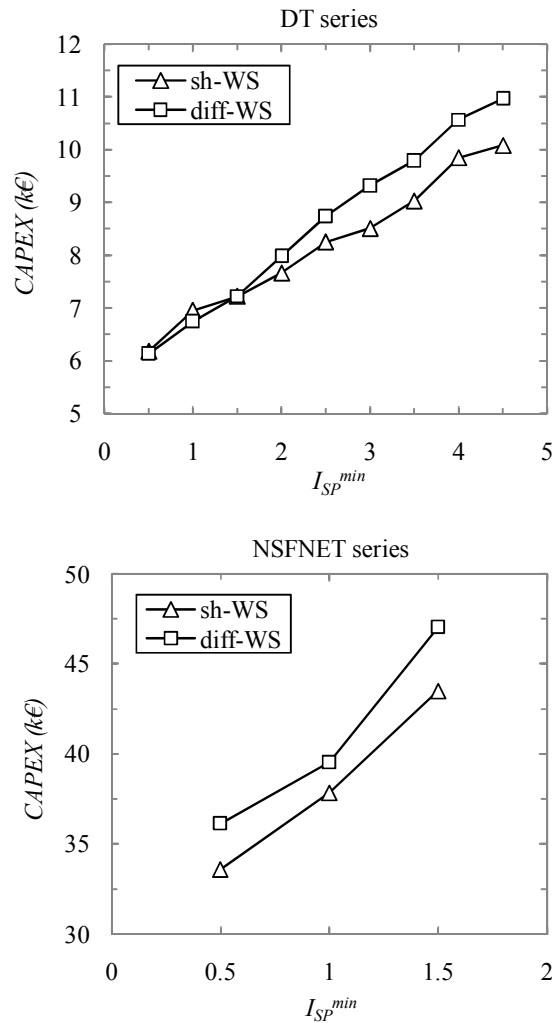 DT series
12
11
10
9
8
7
6
5
CAPEX (k€)
sh-WS
diff-WS
0 1 2 3 4 5
I_SP^min
NSFNET series
50
45
40
35
30
CAPEX (k€)
sh-WS
diff-WS
0 0.5 1 1.5 2
I_SP^min